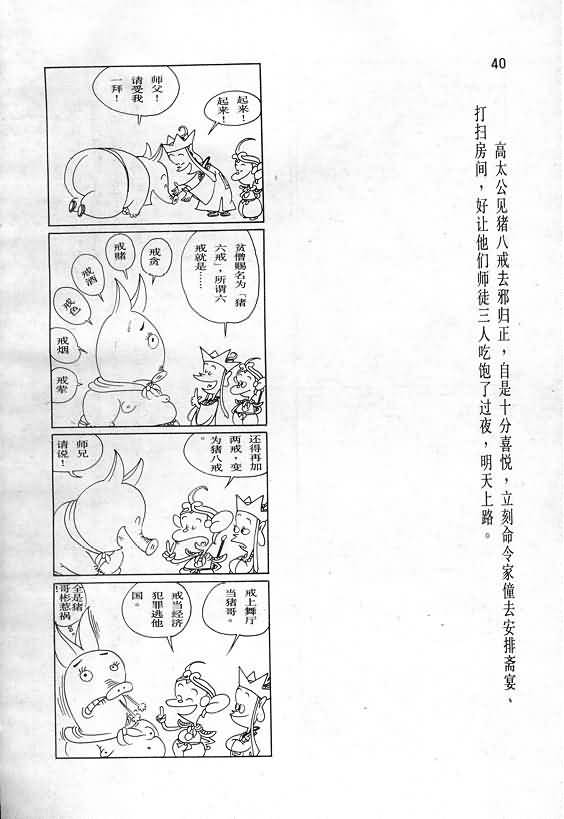 40
高太公见猪八戒去邪归正，自是十分喜悦，立刻命令家僮去安排斋宴、
打扫房间，好让他们师徒三人吃饱了过夜，明天上路。
起来！
起来！
师父！
请受我
一拜！
贫僧赐名为「猪
六戒」，所谓六
戒就是……
戒贪
戒赌
戒酒
戒色
戒烟
戒荤
还得再加
两戒，变
为猪八戒
。
师兄
请说！
戒上舞厅
当猪哥。
戒当经济
犯罪逃他
国。
全是猪
哥彬惹祸
！